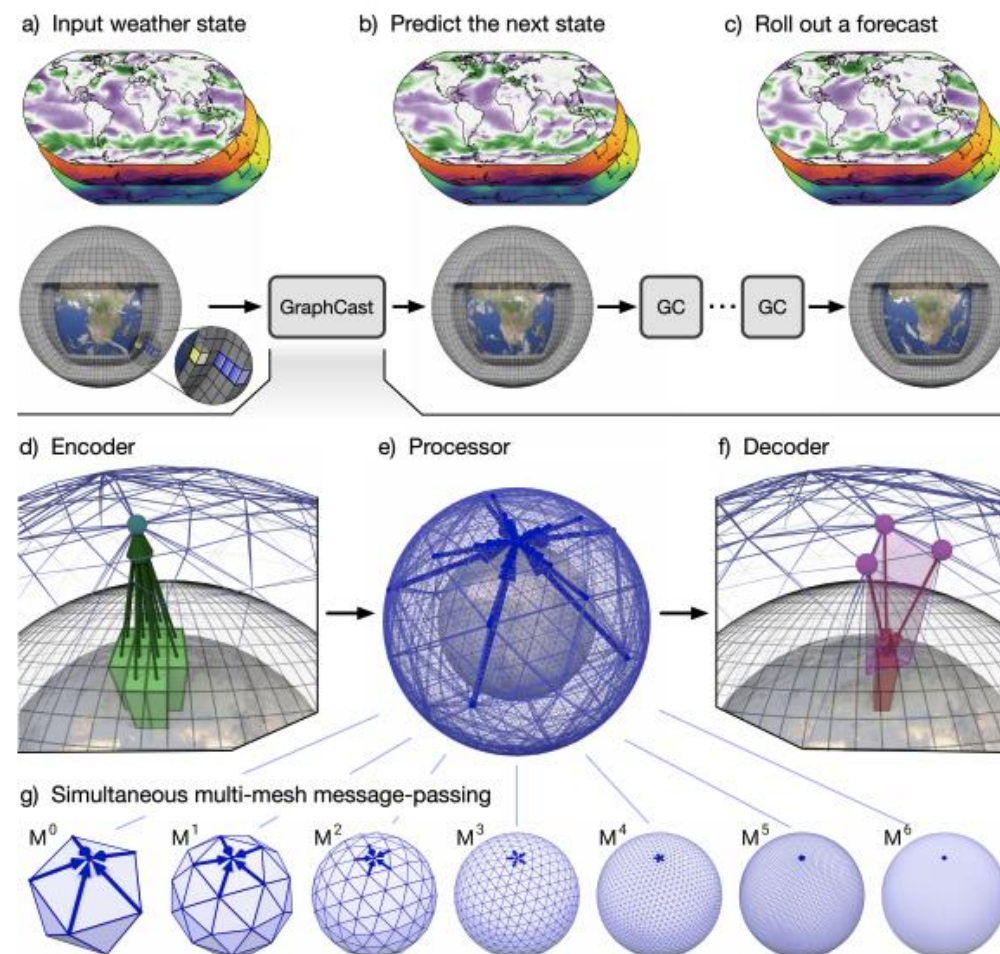 a) Input weather state
b) Predict the next state
c) Roll out a forecast
GraphCast
GC
...
GC
d) Encoder
e) Processor
f) Decoder
g) Simultaneous multi-mesh message-passing
M⁰
M¹
M²
M³
M⁴
M⁵
M⁶